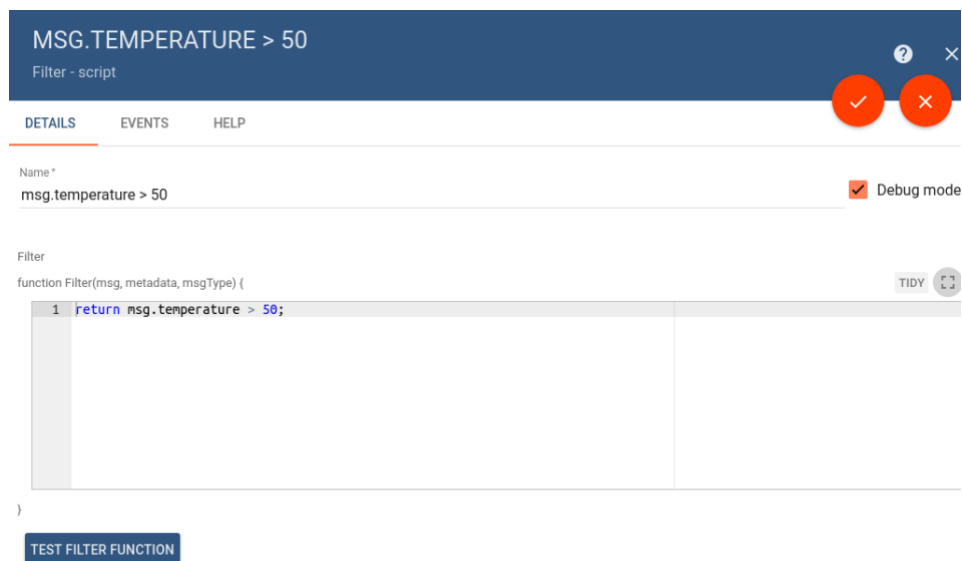 MSG.TEMPERATURE > 50
Filter - script
DETAILS EVENTS HELP
Name *
msg.temperature > 50
Debug mode
Filter
function Filter(msg, metadata, msgType) {
TIDY
1 return msg.temperature > 50;
}
TEST FILTER FUNCTION